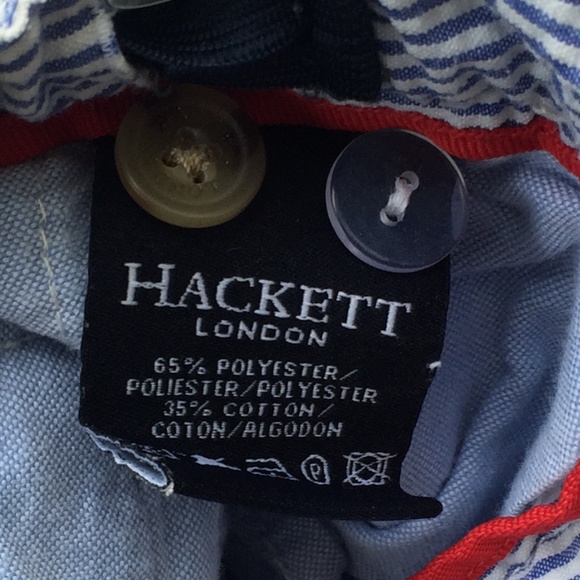 HACKETT
LONDON
65% POLYESTER/
POLIESTER/POLYESTER
35% COTTON/
COTON/ALGODON
P